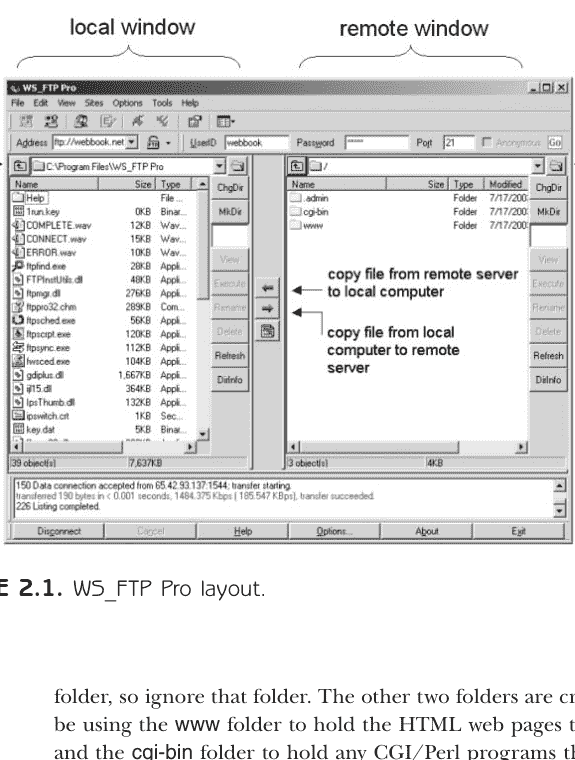 local window
remote window
WS_FTP Pro
File Edit View Sites Options Tools Help
Address ftp://webbook.net UserID webbook Password ***** Port 21 Anonymous Go
C:\Program Files\WS_FTP Pro
Name Size Type
Help File ...
1run.key 0KB Binar...
COMPLETE.wav 12KB Wav...
CONNECT.wav 15KB Wav...
ERROR.wav 10KB Wav...
ftpfind.exe 28KB Appli...
FTPInstUtils.dll 48KB Appli...
ftpmgr.dll 276KB Appli...
ftppro32.chm 289KB Com...
ftpsched.exe 56KB Appli...
ftpscript.exe 120KB Appli...
ftpsync.exe 112KB Appli...
fwsced.exe 104KB Appli...
gdiplus.dll 1,667KB Appli...
ijl15.dll 364KB Appli...
IpsThumb.dll 132KB Appli...
ipswitch.crt 1KB Sec...
key.dat 5KB Binar...
39 object(s) 7,637KB
ChgDir
MkDir
View
Execute
Rename
Delete
Refresh
DirInfo
/
Name Size Type Modified
.admin Folder 7/17/200
cgi-bin Folder 7/17/200
www Folder 7/17/200
copy file from remote server
to local computer
copy file from local
computer to remote
server
3 object(s) 4KB
ChgDir
MkDir
View
Execute
Rename
Delete
Refresh
DirInfo
150 Data connection accepted from 65.42.93.137:1544; transfer starting.
transferred 190 bytes in < 0.001 seconds, 1484.375 Kbps ( 185.547 KBps), transfer succeeded.
226 Listing completed.
Disconnect Cancel Help Options... About Exit
E 2.1. WS_FTP Pro layout.
folder, so ignore that folder. The other two folders are cr
be using the www folder to hold the HTML web pages t
and the cgi-bin folder to hold any CGI/Perl programs th